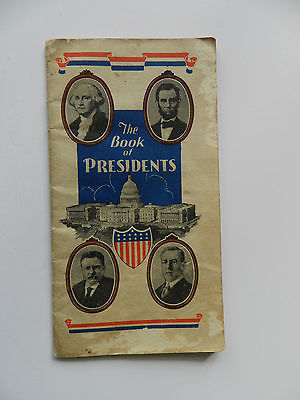 The
Book
of
PRESIDENTS